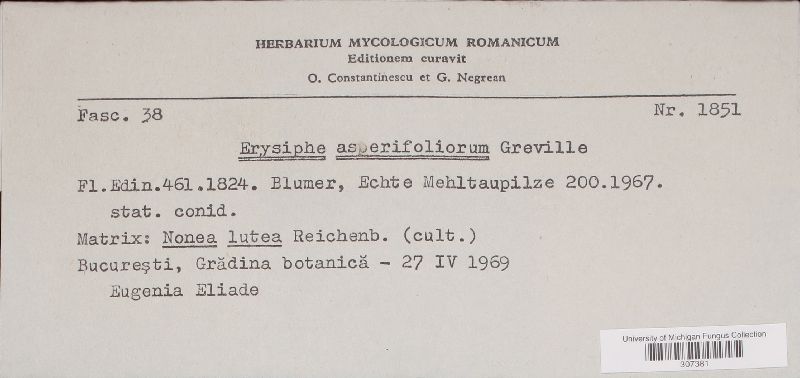 HERBARIUM MYCOLOGICUM ROMANICUM
Editionem curavit
O. Constantinescu et G. Negrean
Fasc. 38 Nr. 1851
Erysiphe asperifoliorum Greville
Fl.Edin.461.1824. Blumer, Echte Mehltaupilze 200.1967.
stat. conid.
Matrix: Nonea lutea Reichenb. (cult.)
Bucureşti, Grădina botanică - 27 IV 1969
Eugenia Eliade
University of Michigan Fungus Collection
307381